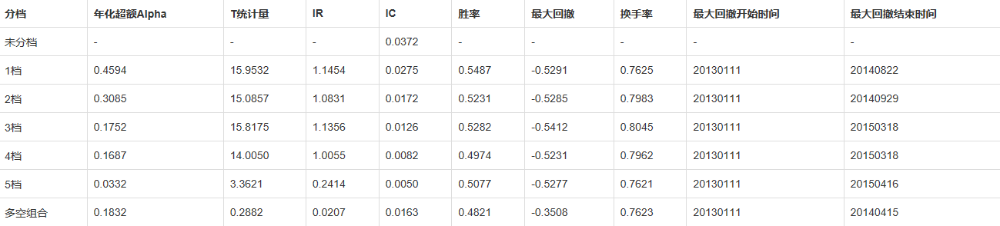 分档 年化超额Alpha T统计量 IR IC 胜率 最大回撤 换手率 最大回撤开始时间 最大回撤结束时间
未分档 - - - 0.0372 - - - - -
1档 0.4594 15.9532 1.1454 0.0275 0.5487 -0.5291 0.7625 20130111 20140822
2档 0.3085 15.0857 1.0831 0.0172 0.5231 -0.5285 0.7983 20130111 20140929
3档 0.1752 15.8175 1.1356 0.0126 0.5282 -0.5412 0.8045 20130111 20150318
4档 0.1687 14.0050 1.0055 0.0082 0.4974 -0.5231 0.7962 20130111 20150318
5档 0.0332 3.3621 0.2414 0.0050 0.5077 -0.5277 0.7621 20130111 20150416
多空组合 0.1832 0.2882 0.0207 0.0163 0.4821 -0.3508 0.7623 20130111 20140415